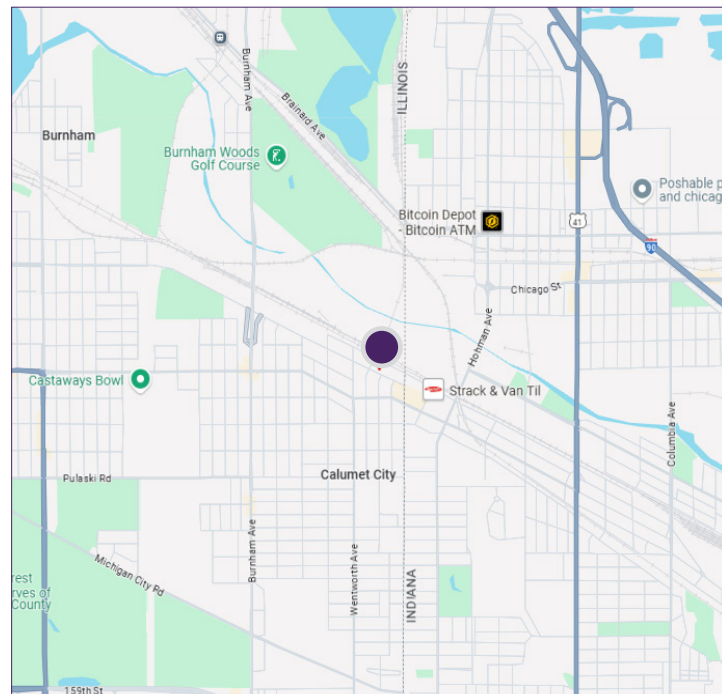 Burnham
Burnham Ave
Brainard Ave
ILLINOIS
Burnham Woods
Golf Course
Bitcoin Depot
- Bitcoin ATM
41
Poshable p
and chicag
90
Chicago St
Hohman Ave
Castaways Bowl
Strack & Van Til
Columbia Ave
Pulaski Rd
Calumet City
Burnham Ave
Wentworth Ave
INDIANA
Michigan City Rd
rest
rves of
County
159th St